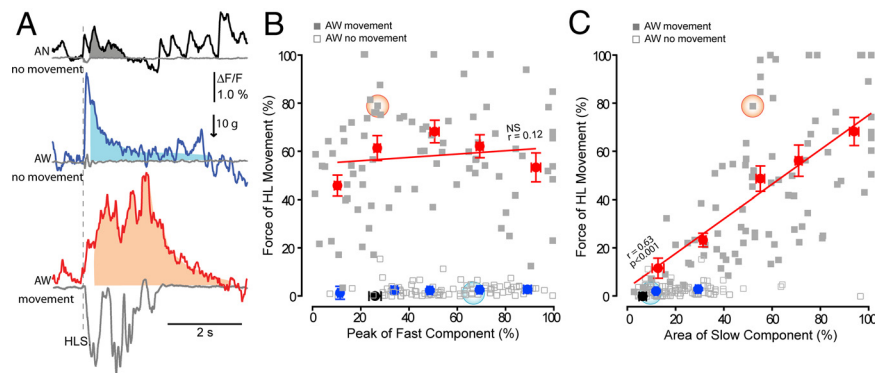 A
AN
no movement
ΔF/F
1.0 %
10 g
AW
no movement
AW
movement
HLS
2 s
B
AW movement
AW no movement
Force of HL Movement (%)
100
80
60
40
20
0
NS
r = 0.12
0
20
40
60
80
100
Peak of Fast Component (%)
C
AW movement
AW no movement
Force of HL Movement (%)
100
80
60
40
20
0
r = 0.63
p<0.001
0
20
40
60
80
100
Area of Slow Component (%)